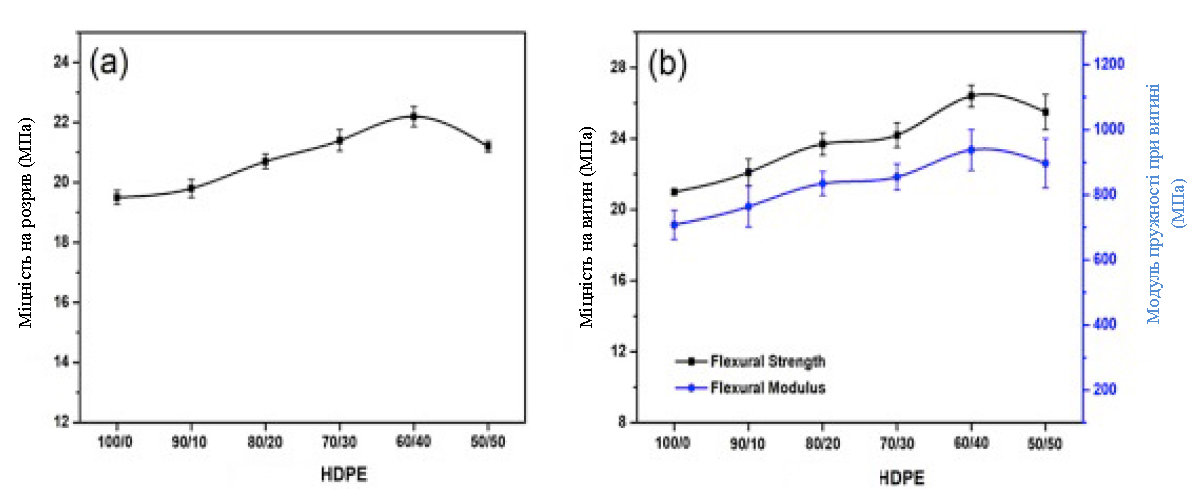 (a)
Міцність на розрив (МПа)
24
22
20
18
16
14
12
100/0 90/10 80/20 70/30 60/40 50/50
HDPE
(b)
Міцність на вигин (МПа)
28
24
20
16
12
8
Flexural Strength
Flexural Modulus
100/0 90/10 80/20 70/30 60/40 50/50
HDPE
1200
1000
800
600
400
200
Модуль пружності при вигині
(МПа)